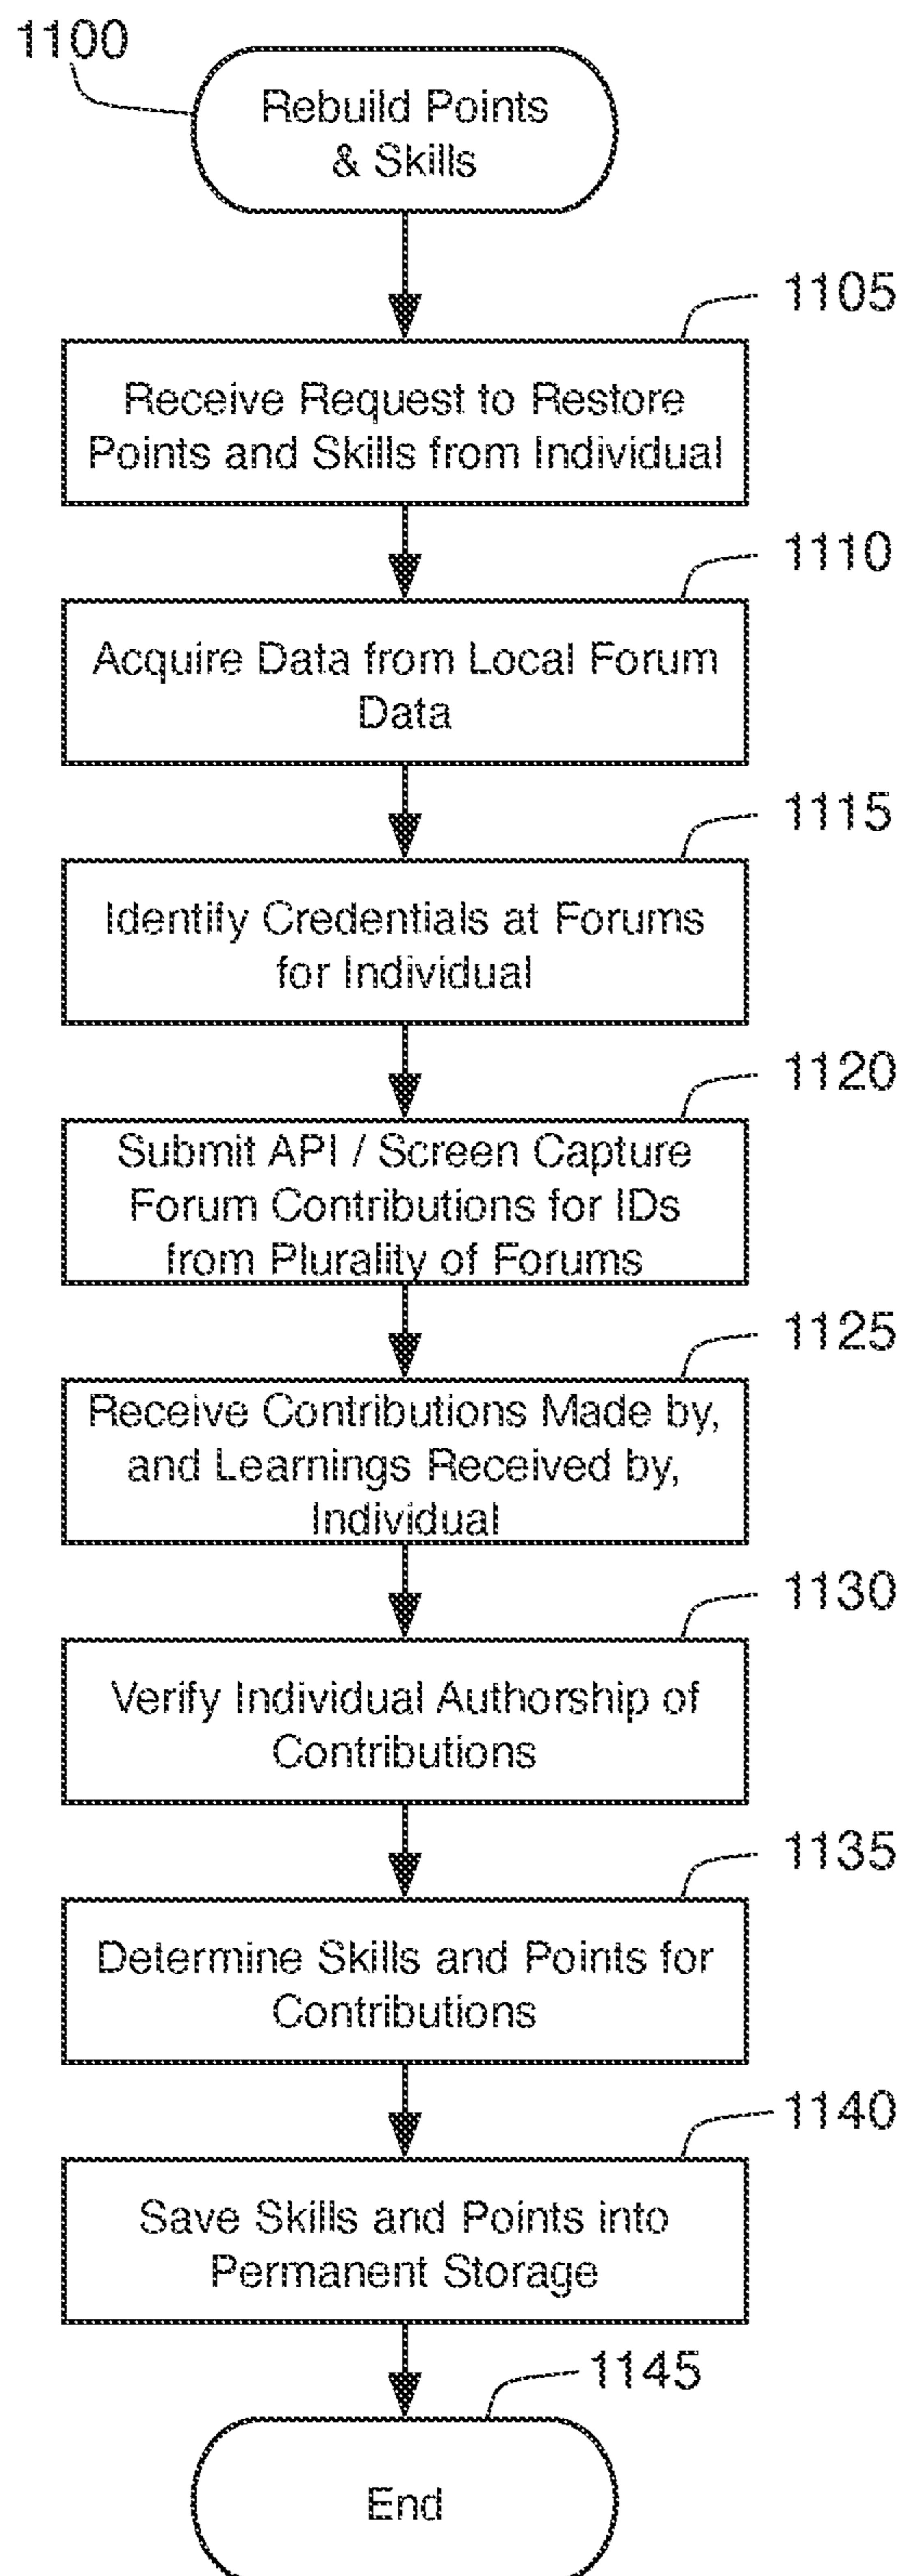 1100
Rebuild Points
& Skills
1105
Receive Request to Restore
Points and Skills from Individual
1110
Acquire Data from Local Forum
Data
1115
Identify Credentials at Forums
for Individual
1120
Submit API / Screen Capture
Forum Contributions for IDs
from Plurality of Forums
1125
Receive Contributions Made by,
and Learnings Received by,
Individual
1130
Verify Individual Authorship of
Contributions
1135
Determine Skills and Points for
Contributions
1140
Save Skills and Points into
Permanent Storage
1145
End